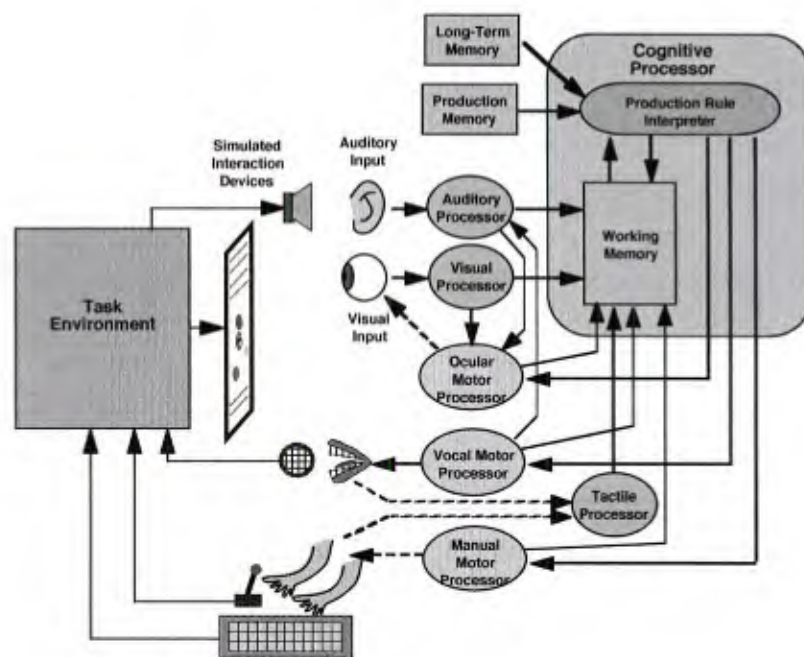 Long-Term
Memory
Cognitive
Processor
Production
Memory
Production Rule
Interpreter
Simulated
Interaction
Devices
Auditory
Input
Auditory
Processor
Working
Memory
Visual
Processor
Task
Environment
Visual
Input
Ocular
Motor
Processor
Vocal Motor
Processor
Tactile
Processor
Manual
Motor
Processor